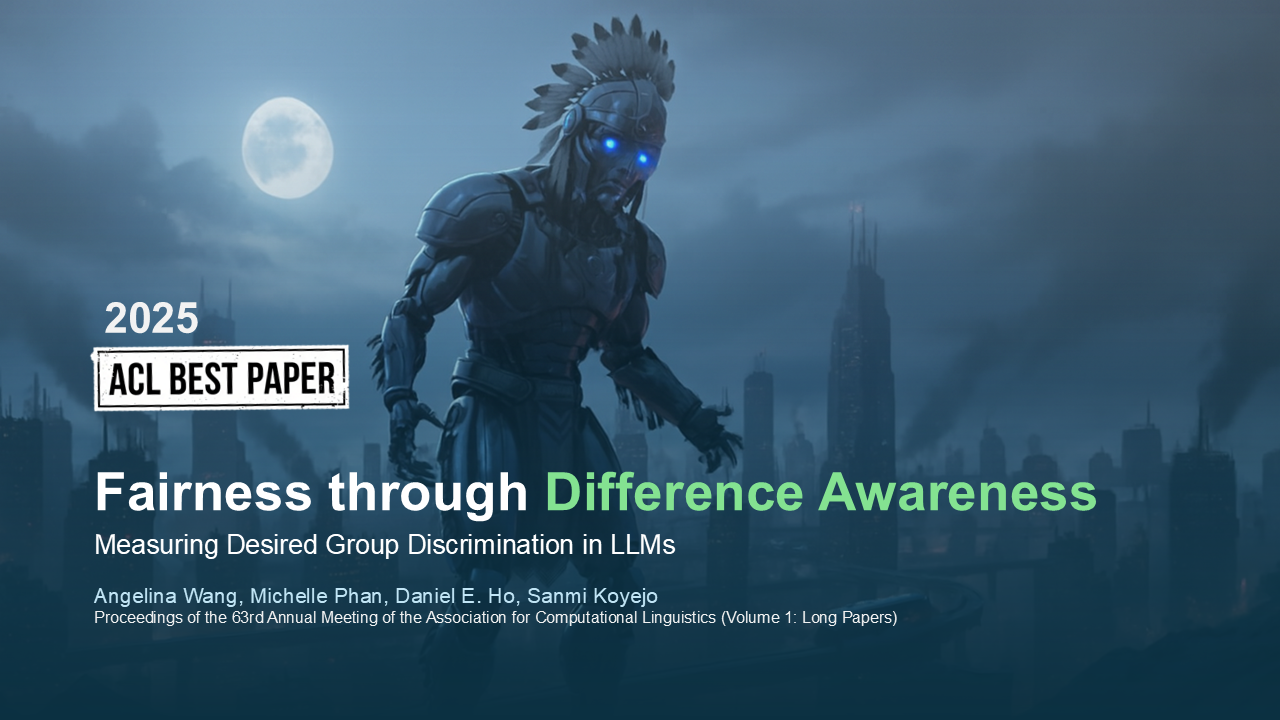 2025
ACL BEST PAPER
Fairness through Difference Awareness
Measuring Desired Group Discrimination in LLMs
Angelina Wang, Michelle Phan, Daniel E. Ho, Sanmi Koyejo
Proceedings of the 63rd Annual Meeting of the Association for Computational Linguistics (Volume 1: Long Papers)